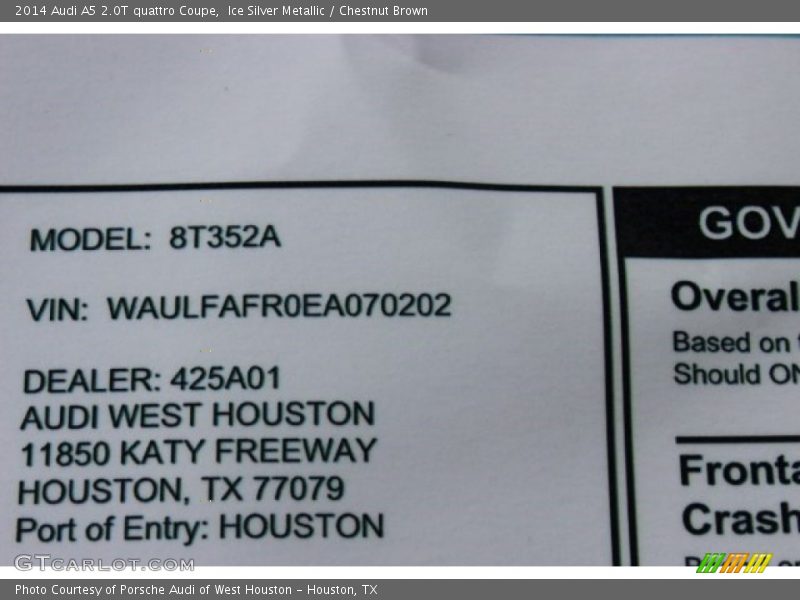 2014 Audi A5 2.0T quattro Coupe,  Ice Silver Metallic / Chestnut Brown
MODEL:  8T352A
VIN:  WAULFAFR0EA070202
DEALER: 425A01
AUDI WEST HOUSTON
11850 KATY FREEWAY
HOUSTON, TX 77079
Port of Entry: HOUSTON
GOV
Overal
Based on
Should ON
Fronta
Crash
GTCARLOT.COM
Photo Courtesy of Porsche Audi of West Houston – Houston, TX